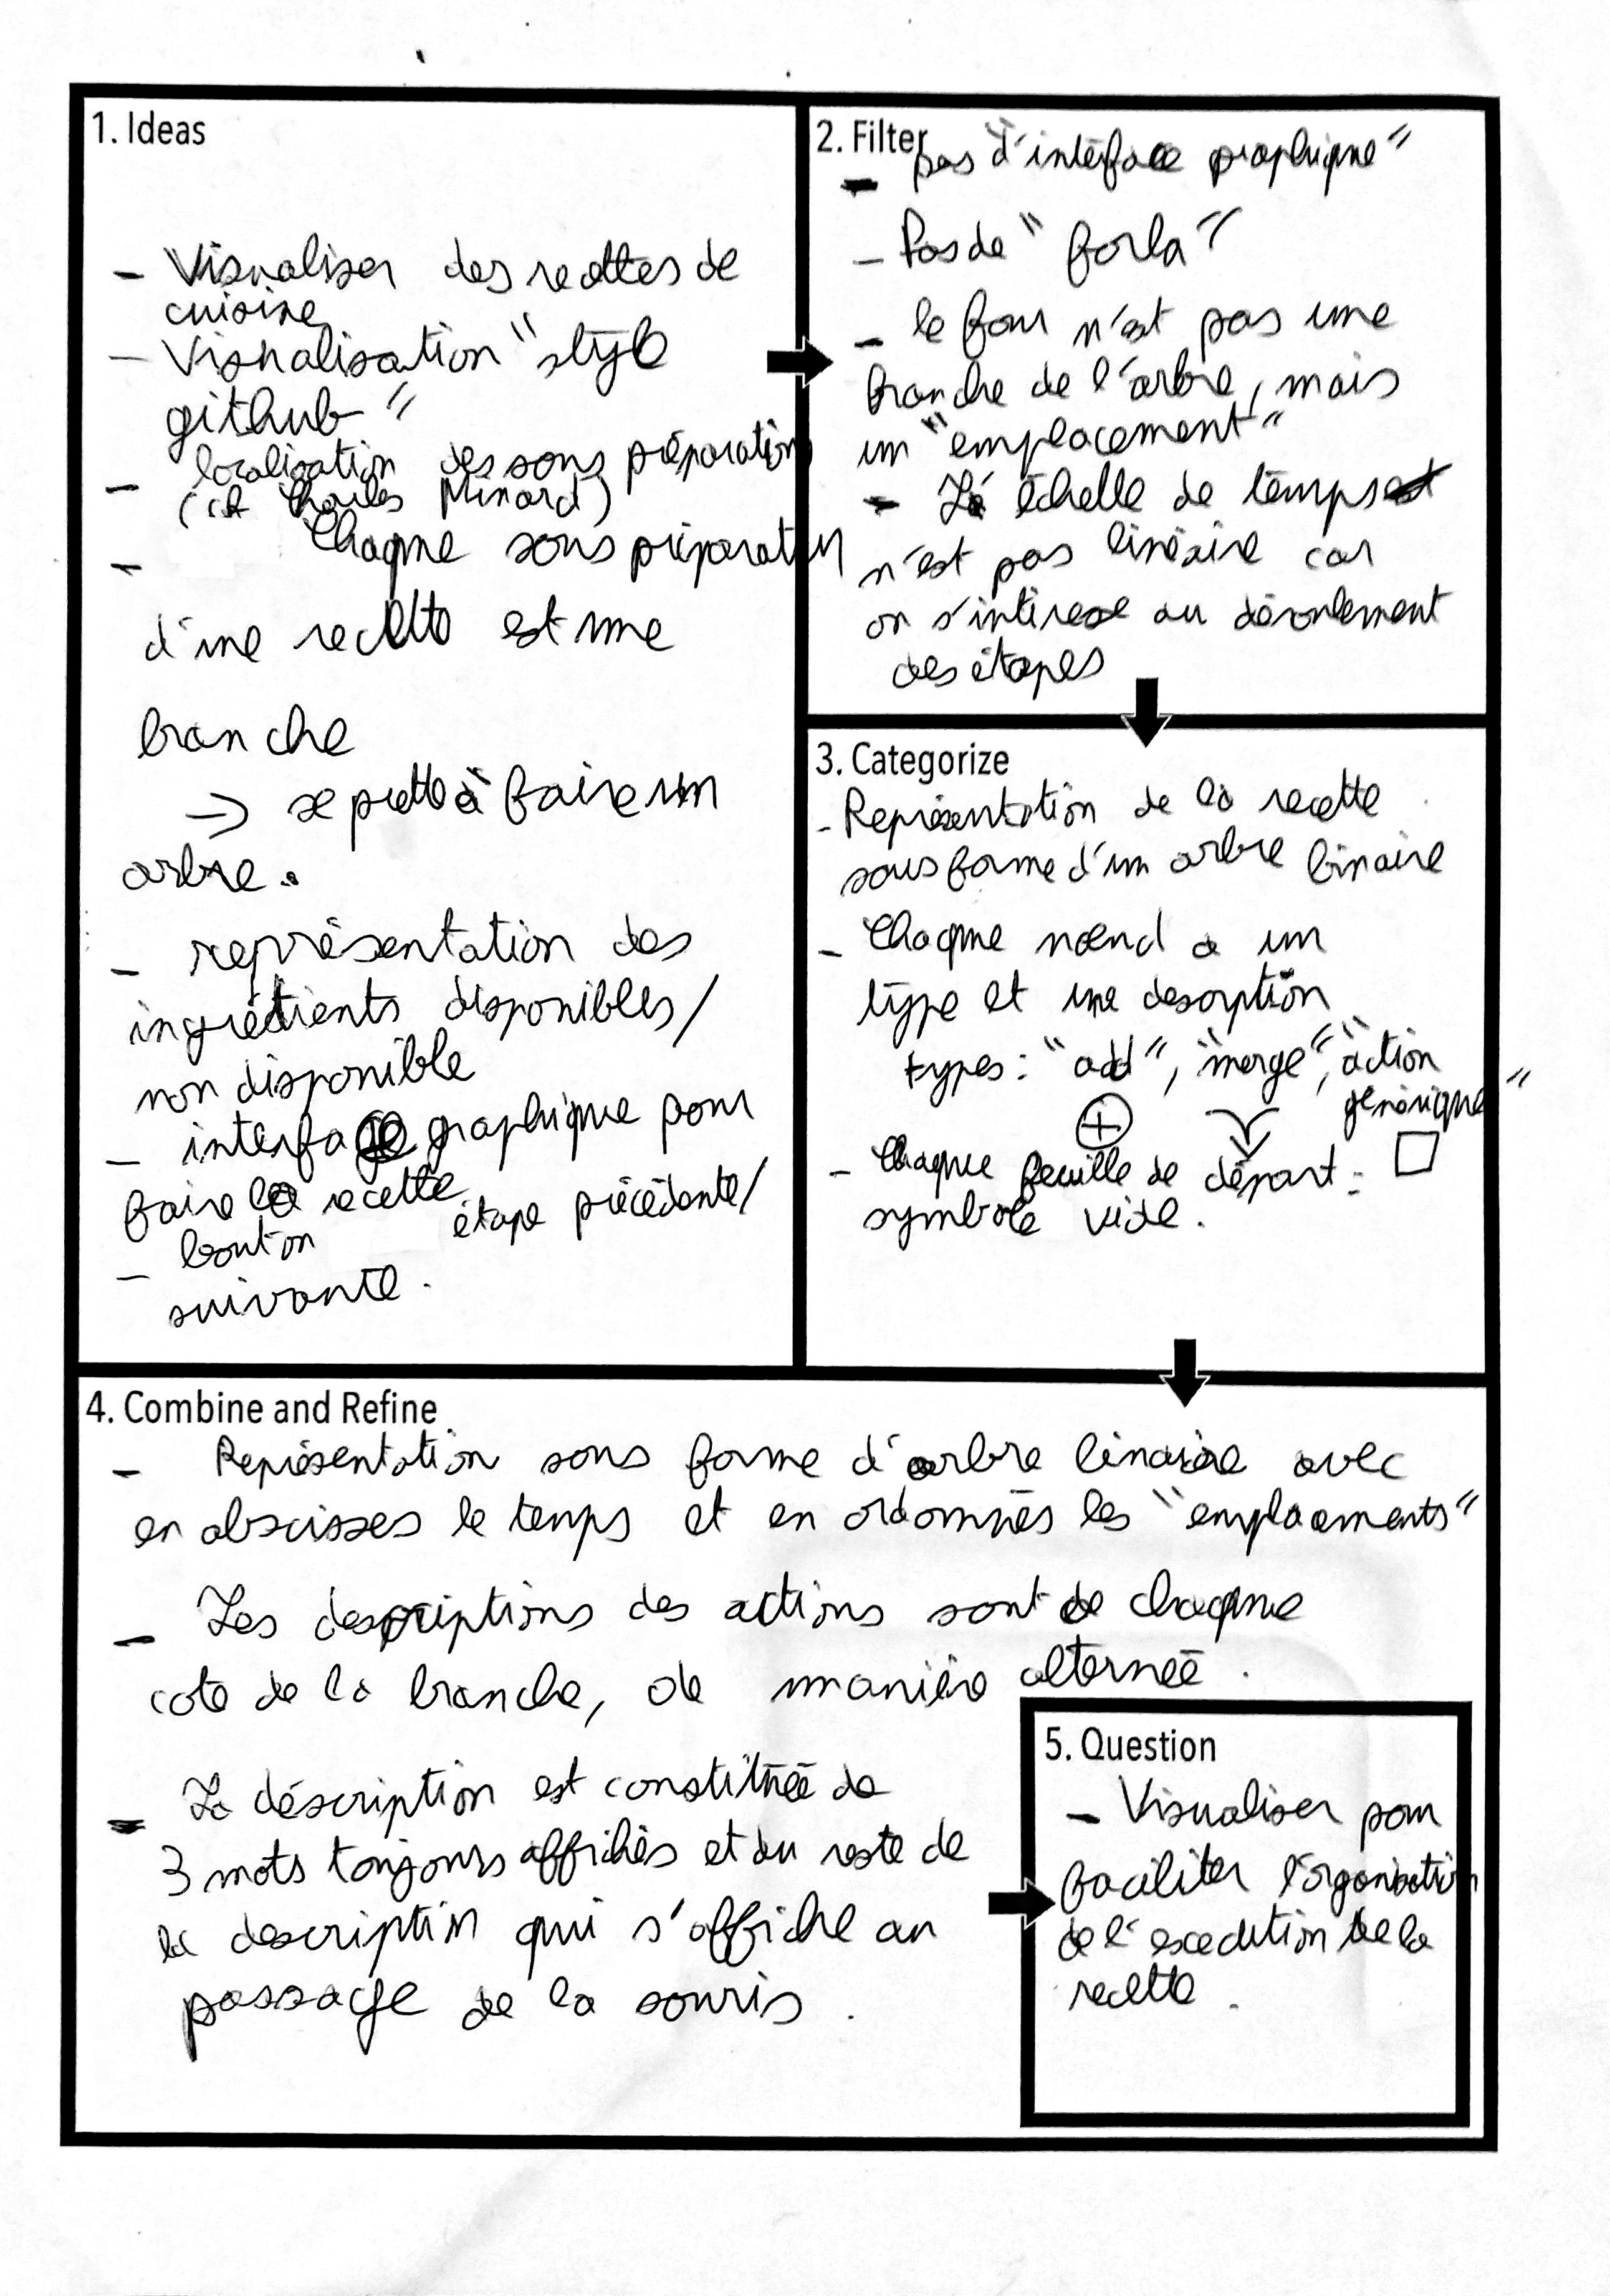 1. Ideas
- Visualiser des recettes de
cuisine
- Visualisation "style
github"
- localisation des sous préparations
(cf Charles Minard)
- Chaque sous préparation
d'une recette est une
branche
-> se prette à faire un
arbre.
- représentation des
ingrédients disponibles/
non disponible
- interface graphique pour
faire la recette
- bouton étape précédente/
suivante.
2. Filter
- pas "d'interface graphique"
- Pas de "
- le four n'est pas une
branche de l'arbre, mais
un "emplacement"
- échelle de temps
n'est pas linéaire car
on s'intéresse au déroulement
des étapes
3. Categorize
- Représentation de la recette
sous forme d'un arbre binaire
- Chaque nœud a un
type et une description
types: "add", "merge", "action
générique"
- Chaque feuille de départ :
symbole vide.
4. Combine and Refine
- Représentation sous forme d'arbre binaire avec
en abscisses le temps et en ordonnées les "emplacements"
- Les descriptions des actions sont de chaque
coté de la branche, de manière alternée.
- La déscription est constituée de
3 mots toujours affichés et du reste de
la description qui s'affiche au
passage de la souris.
5. Question
- Visualiser pour
faciliter l'organisation
de l'execution de la
recette.